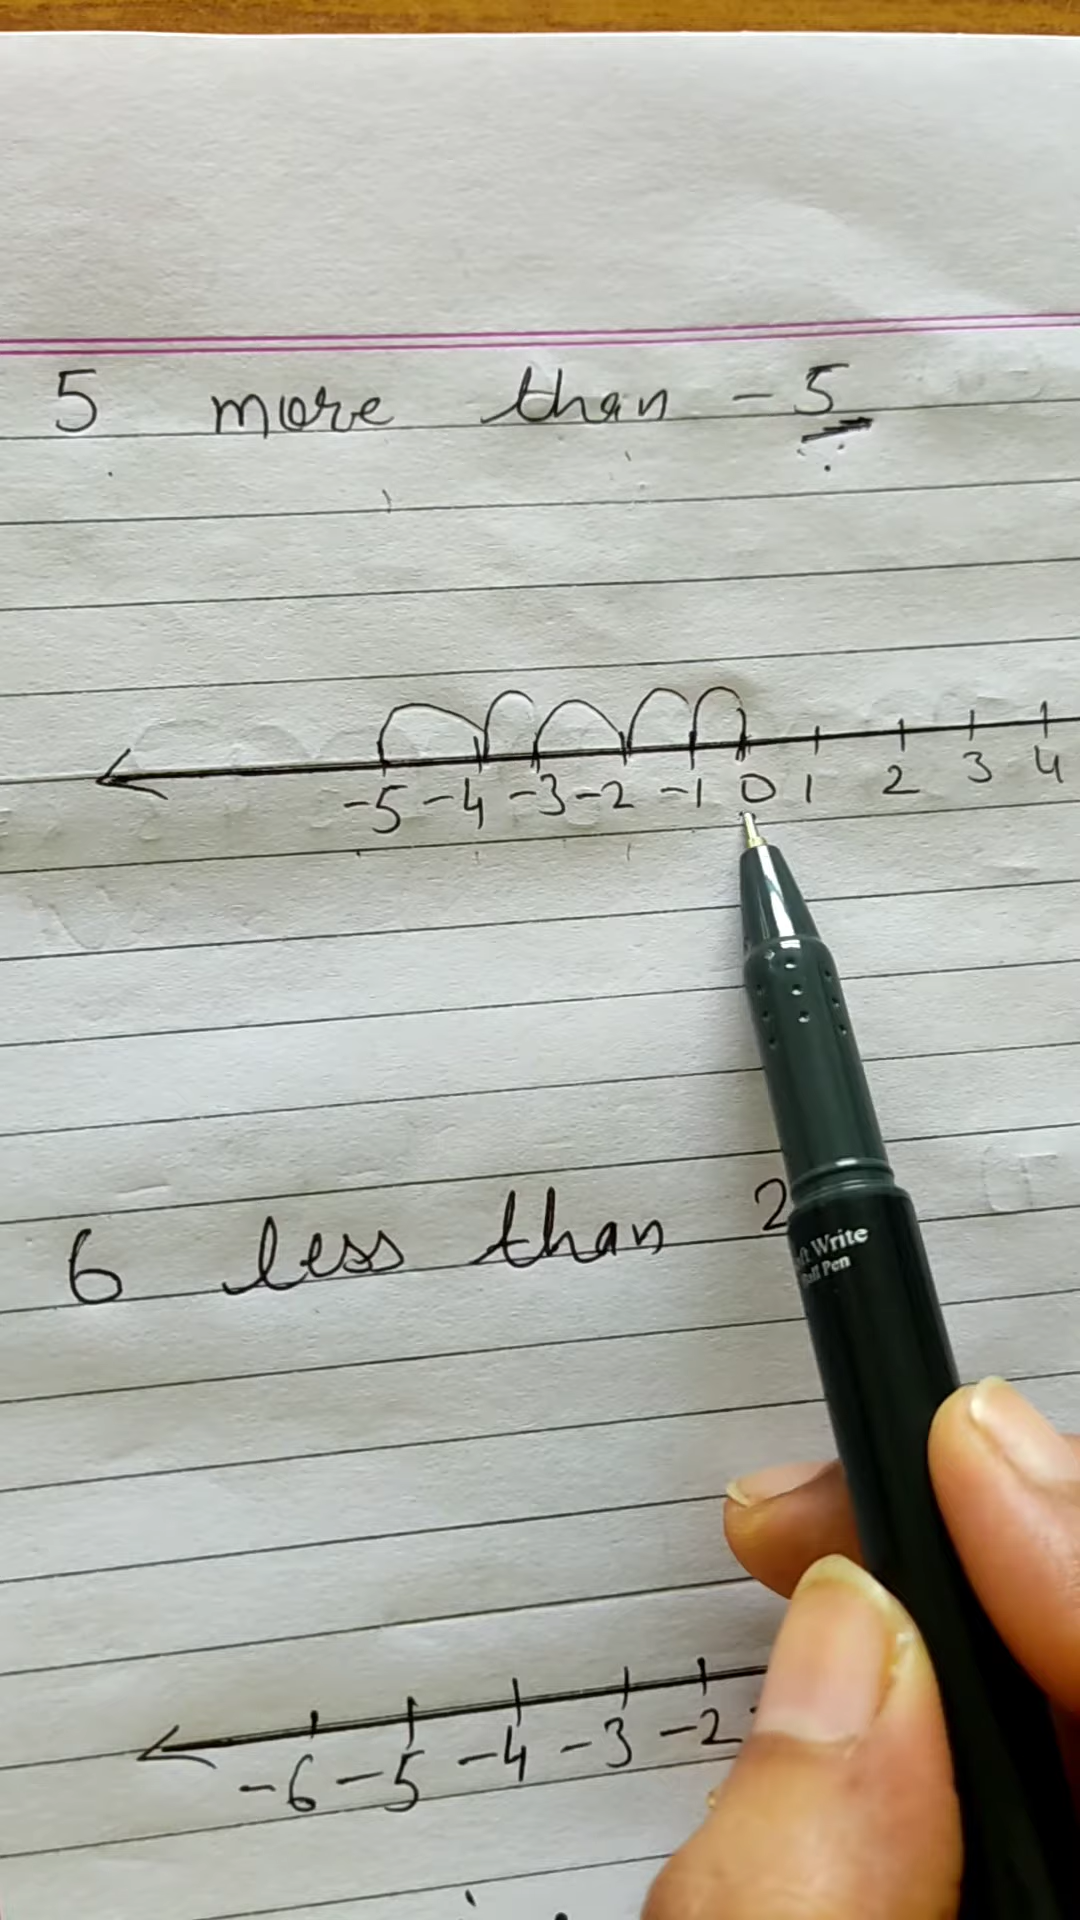 5 more than -5
-5 -4 -3 -2 -1 0 1 2 3 4
6 less than 2
Write
Ball Pen
-6 -5 -4 -3 -2